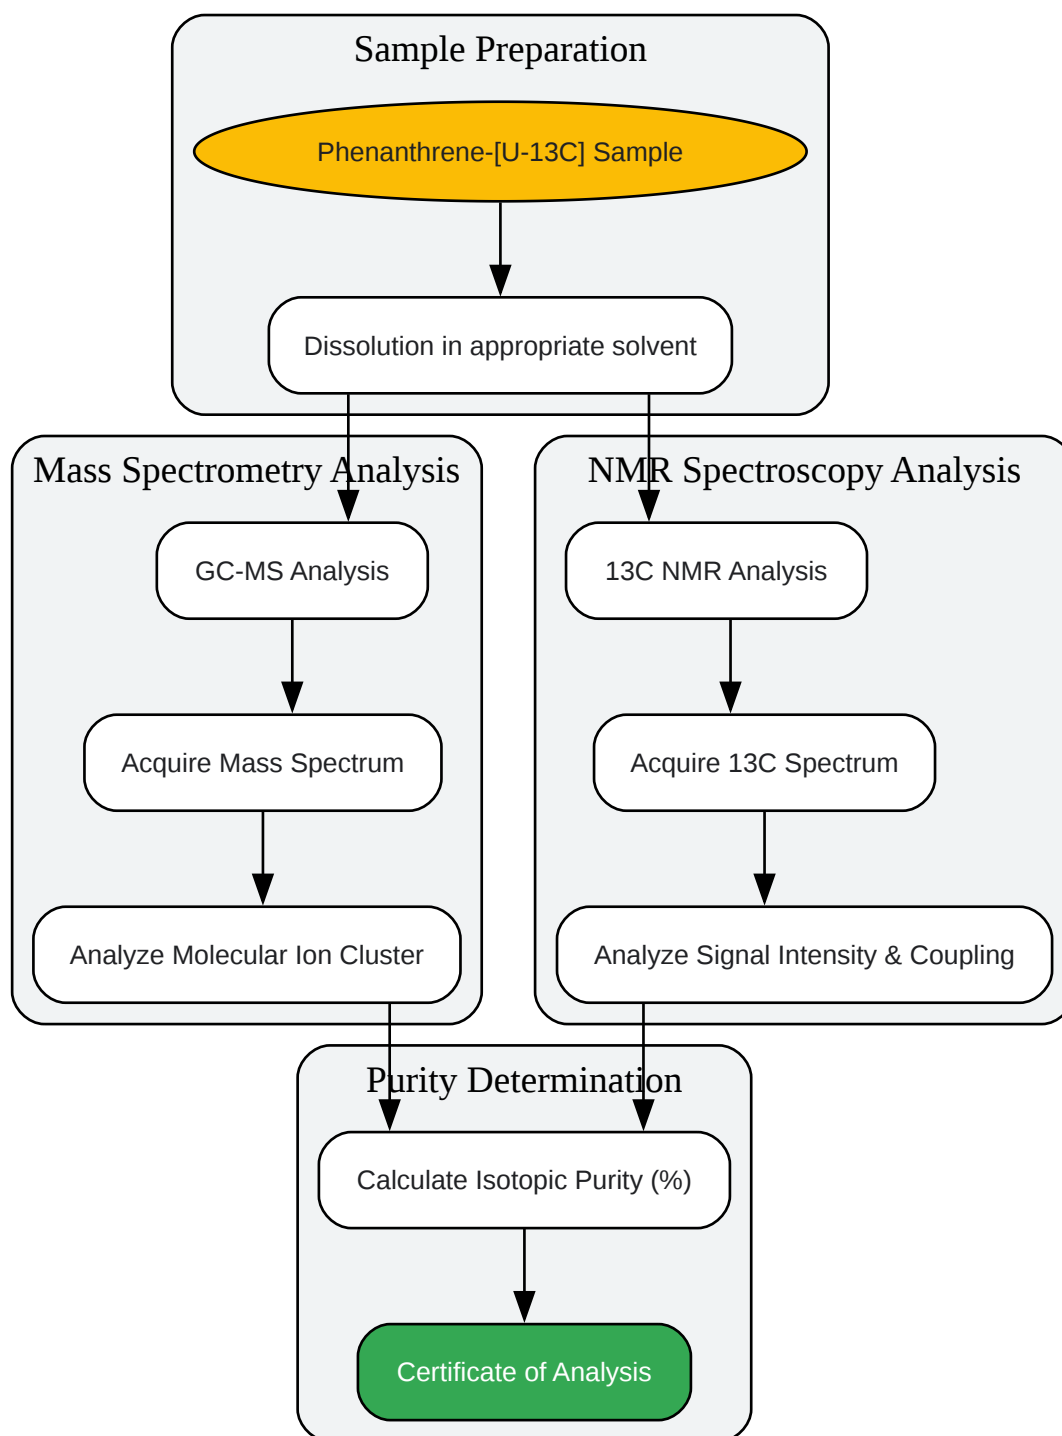 Sample Preparation
Phenanthrene-[U-13C] Sample
Dissolution in appropriate solvent
Mass Spectrometry Analysis
GC-MS Analysis
Acquire Mass Spectrum
Analyze Molecular Ion Cluster
NMR Spectroscopy Analysis
13C NMR Analysis
Acquire 13C Spectrum
Analyze Signal Intensity & Coupling
Purity Determination
Calculate Isotopic Purity (%)
Certificate of Analysis